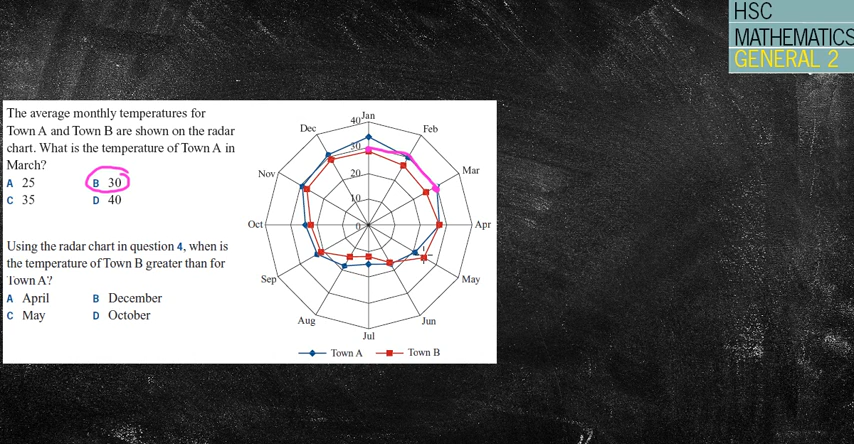 HSC
MATHEMATICS
GENERAL 2
The average monthly temperatures for
Town A and Town B are shown on the radar
chart. What is the temperature of Town A in
March?
A 25
B 30
C 35
D 40
Using the radar chart in question 4, when is
the temperature of Town B greater than for
Town A?
A April
B December
C May
D October
Jan
Feb
Mar
Apr
May
Jun
Jul
Aug
Sep
Oct
Nov
Dec
40
30
20
10
0
Town A
Town B